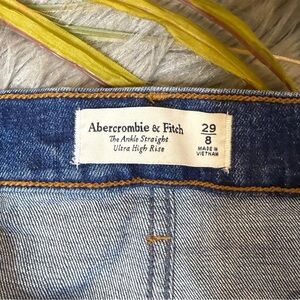 Abercrombie & Fitch
The Ankle Straight
Ultra High Rise
29
8
MADE IN
VIETNAM